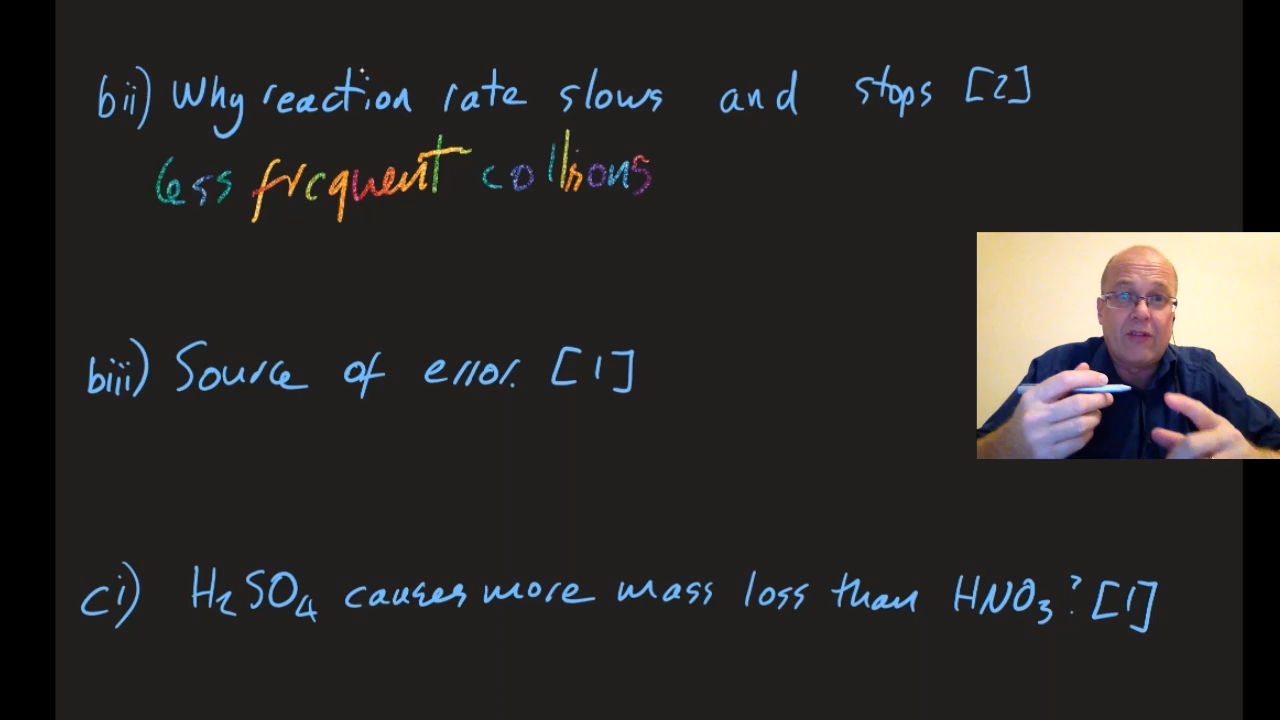 bii) Why reaction rate slows and stops [2]
less frequent collisions
biii) Source of error. [1]
ci) H₂SO₄ causes more mass loss than HNO₃? [1]